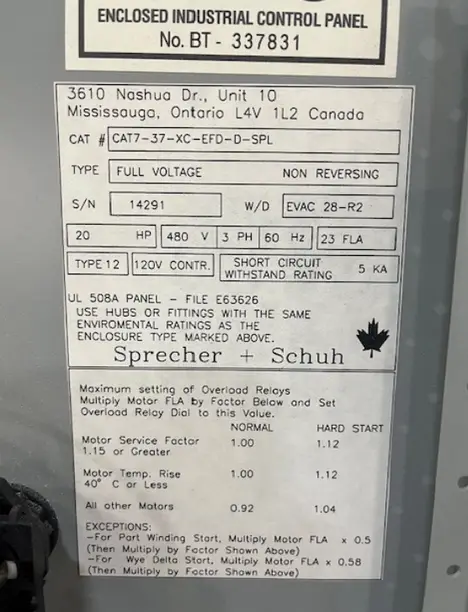 ENCLOSED INDUSTRIAL CONTROL PANEL
No. BT - 337831
3610 Nashua Dr., Unit 10
Mississauga, Ontario L4V 1L2 Canada
CAT # CAT7-37-XC-EFD-D-SPL
TYPE FULL VOLTAGE NON REVERSING
S/N 14291 W/D EVAC 28-R2
20 HP 480 V 3 PH 60 Hz 23 FLA
TYPE 12 120V CONTR. SHORT CIRCUIT WITHSTAND RATING 5 KA
UL 508A PANEL - FILE E63626
USE HUBS OR FITTINGS WITH THE SAME
ENVIROMENTAL RATINGS AS THE
ENCLOSURE TYPE MARKED ABOVE.
Sprecher + Schuh
Maximum setting of Overload Relays
Multiply Motor FLA by Factor Below and Set
Overload Relay Dial to this Value.
NORMAL HARD START
Motor Service Factor 1.00 1.12
1.15 or Greater
Motor Temp. Rise 1.00 1.12
40° C or Less
All other Motors 0.92 1.04
EXCEPTIONS:
-For Part Winding Start, Multiply Motor FLA x 0.5
(Then Multiply by Factor Shown Above)
-For Wye Delta Start, Multiply Motor FLA x 0.58
(Then Multiply by Factor Shown Above)